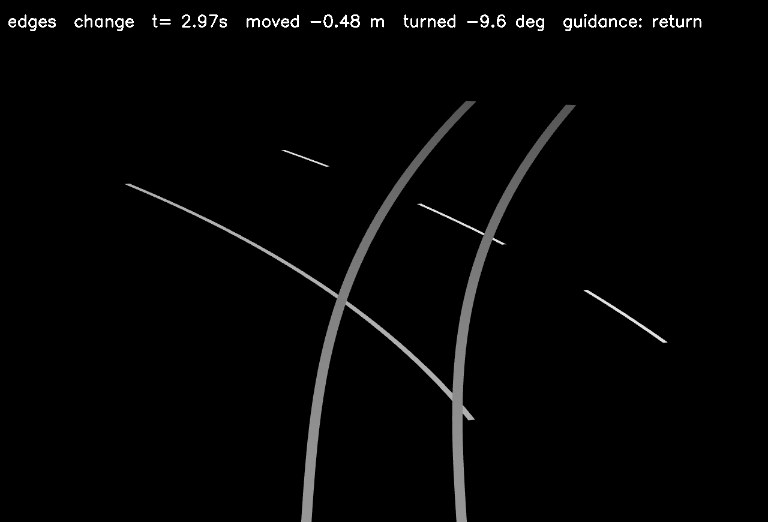 edges change t= 2.97s moved −0.48 m turned −9.6 deg guidance: return